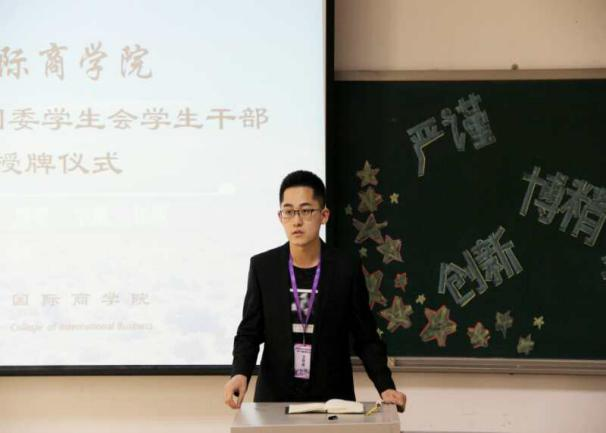 际商学院
团委学生会学生干部
授牌仪式
国际商学院
College of International Business
严谨
博精
创新